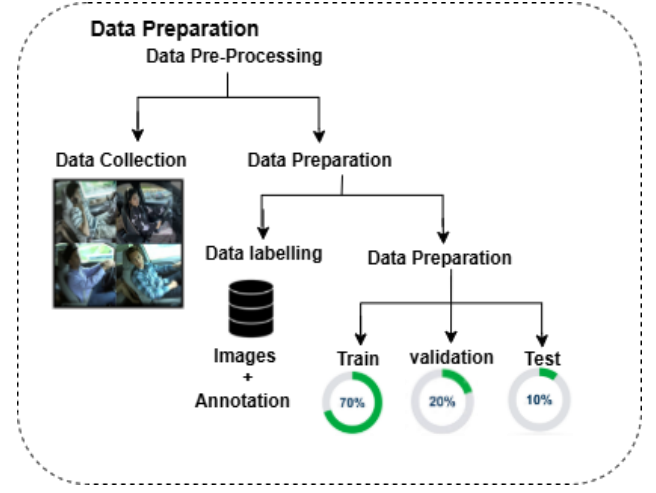 Data Preparation
Data Pre-Processing
Data Collection
Data Preparation
Data labelling
Data Preparation
Images
+
Annotation
Train
validation
Test
70%
20%
10%